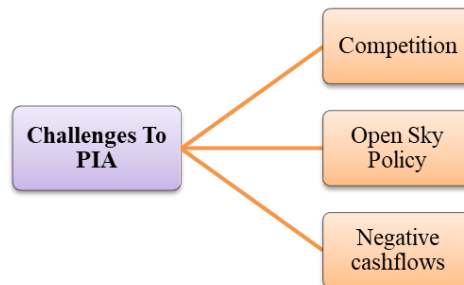 Challenges To
PIA
Competition
Open Sky
Policy
Negative
cashflows